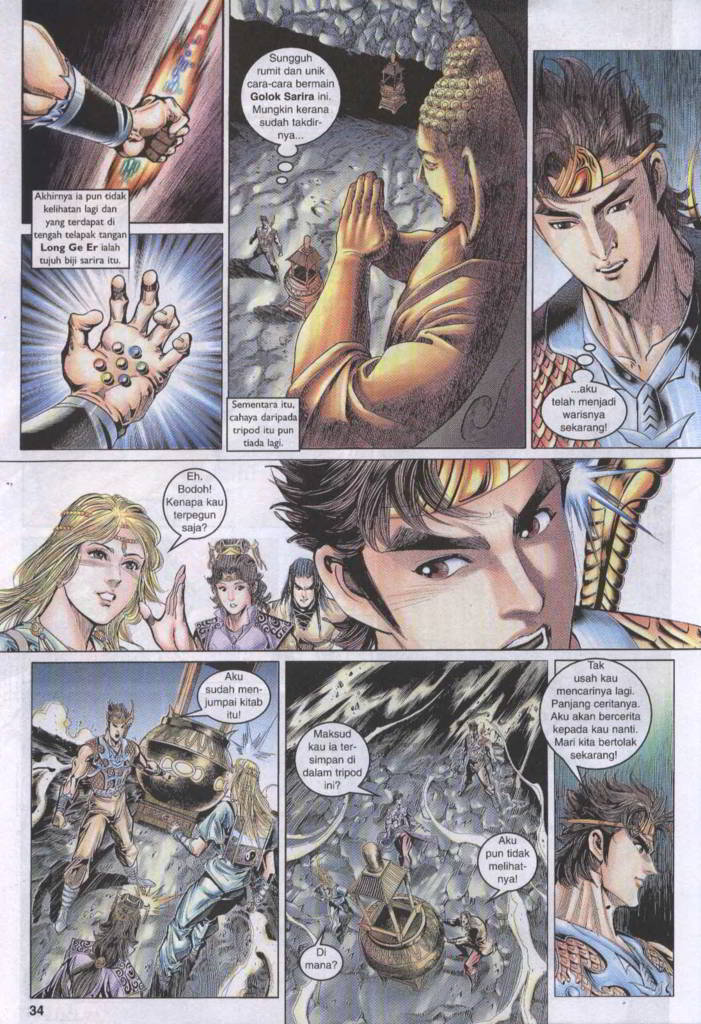 Akhirnya ia pun tidak
kelihatan lagi dan
yang terdapat di
tengah telapak tangan
Long Ge Er ialah
tujuh biji sarira itu.
Sungguh
rumit dan unik
cara-cara bermain
Golok Sarira ini.
Mungkin kerana
sudah takdir-
nya...
Sementara itu,
cahaya daripada
tripod itu pun
tiada lagi.
...aku
telah menjadi
warisnya
sekarang!
Eh,
Bodoh!
Kenapa kau
terpegun
saja?
Aku
sudah men-
jumpai kitab
itu!
Maksud
kau ia ter-
simpan di
dalam tripod
ini?
Aku
pun tidak
melihat-
nya!
Di
mana?
Tak
usah kau
mencarinya lagi.
Panjang ceritanya.
Aku akan bercerita
kepada kau nanti.
Mari kita bertolak
sekarang!
34